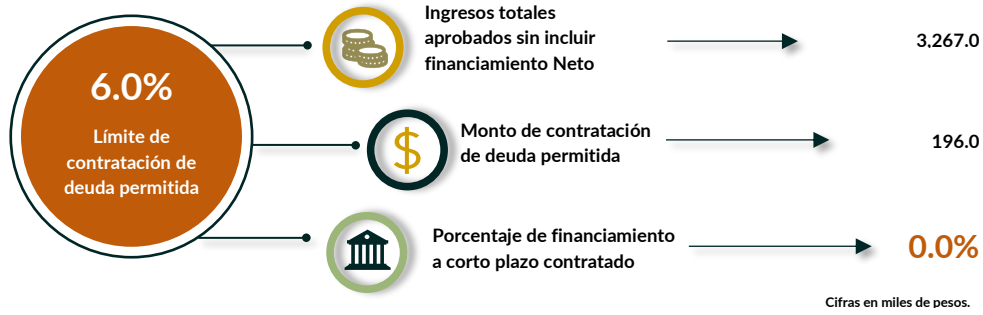 6.0%
Límite de
contratación de
deuda permitida
Ingresos totales
aprobados sin incluir
financiamiento Neto
3,267.0
$
Monto de contratación
de deuda permitida
196.0
Porcentaje de financiamiento
a corto plazo contratado
0.0%
Cifras en miles de pesos.